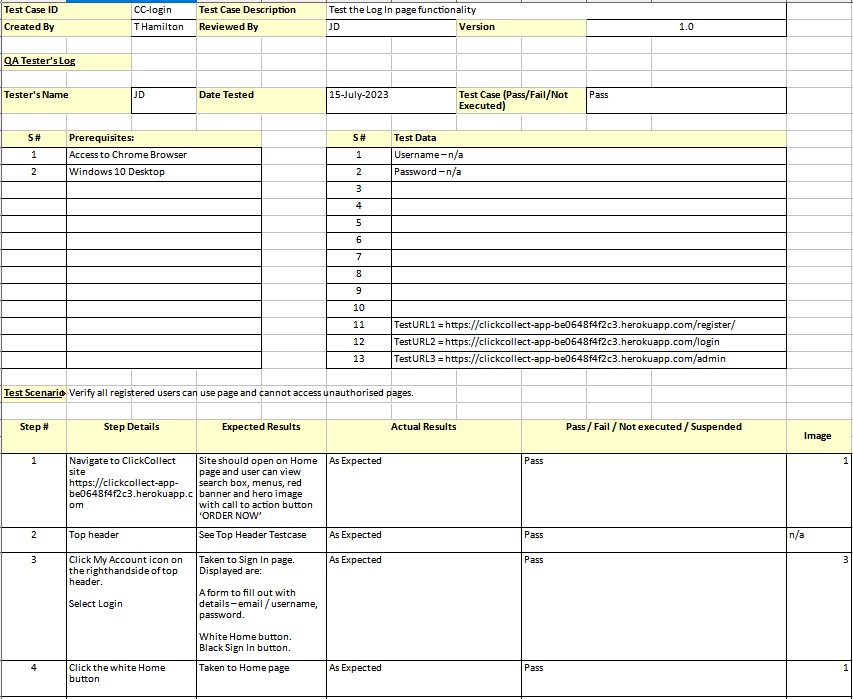 Test Case ID CC-login Test Case Description Test the Log In page functionality
Created By T Hamilton Reviewed By JD Version 1.0
QA Tester's Log
Tester's Name JD Date Tested 15-July-2023 Test Case (Pass/Fail/Not
Executed) Pass
S # Prerequisites: S # Test Data
1 Access to Chrome Browser 1 Username – n/a
2 Windows 10 Desktop 2 Password – n/a
3
4
5
6
7
8
9
10
11 TestURL1 = https://clickcollect-app-be0648f4f2c3.herokuapp.com/register/
12 TestURL2 = https://clickcollect-app-be0648f4f2c3.herokuapp.com/login
13 TestURL3 = https://clickcollect-app-be0648f4f2c3.herokuapp.com/admin
Test Scenario Verify all registered users can use page and cannot access unauthorised pages.
Step # Step Details Expected Results Actual Results Pass / Fail / Not executed / Suspended Image
1
Navigate to ClickCollect
site
https://clickcollect-app-
be0648f4f2c3.herokuapp.c
om
Site should open on Home
page and user can view
search box, menus, red
banner and hero image
with call to action button
'ORDER NOW'
As Expected
Pass
1
2 Top header See Top Header Testcase As Expected Pass n/a
3
Click My Account icon on
the righthandside of top
header.
Select Login
Taken to Sign In page.
Displayed are:
A form to fill out with
details – email / username,
password.
White Home button.
Black Sign In button.
As Expected
Pass
3
4
Click the white Home
button
Taken to Home page
As Expected
Pass
1